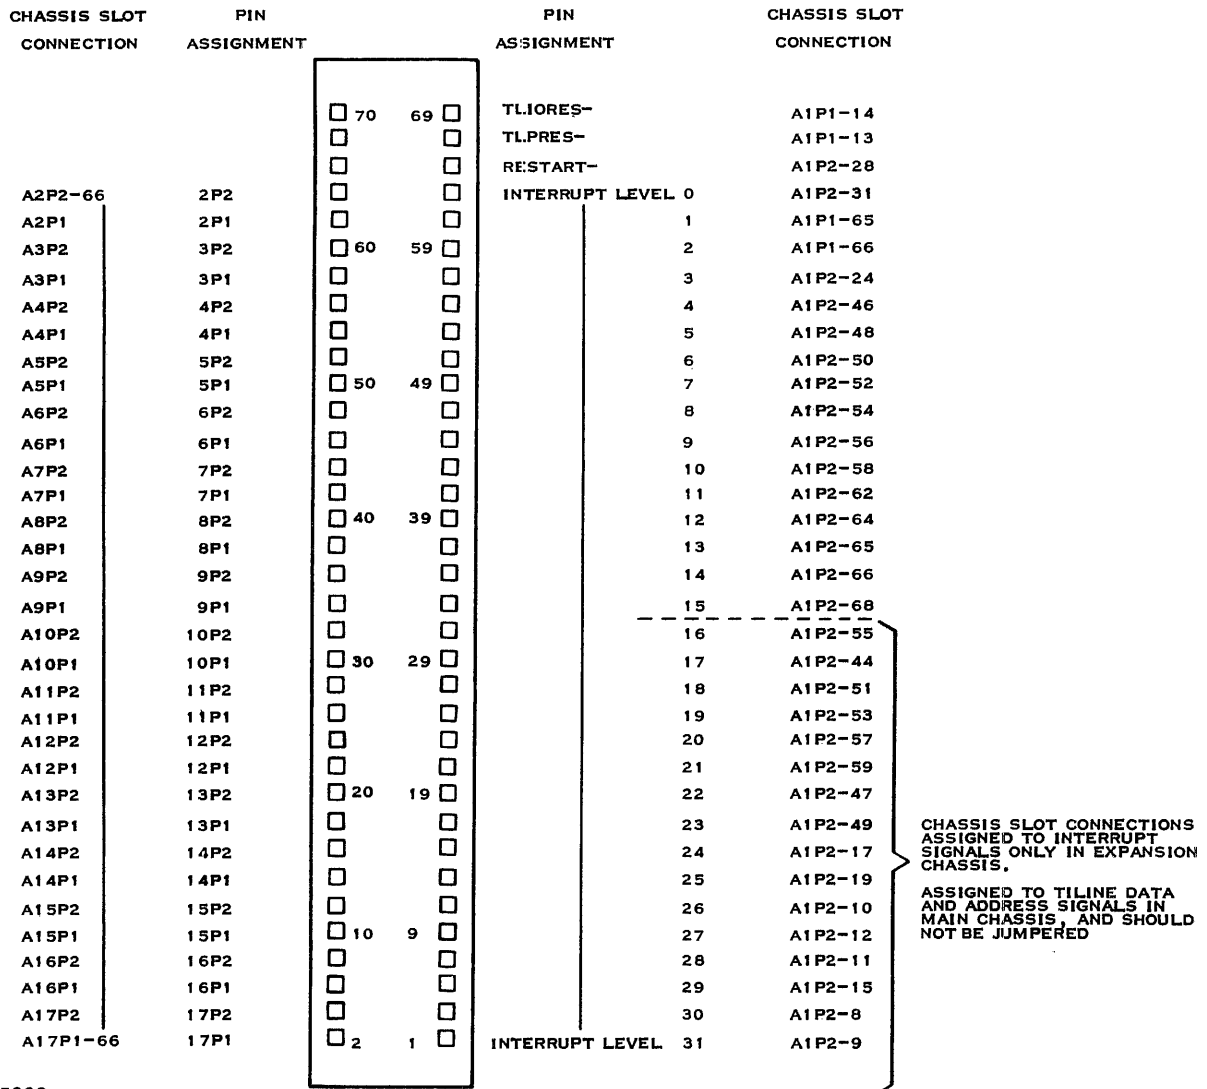 CHASSIS SLOT PIN PIN CHASSIS SLOT
CONNECTION ASSIGNMENT ASSIGNMENT CONNECTION
70 69 TLIORES- A1P1-14
TLPRES- A1P1-13
RESTART- A1P2-28
A2P2-66 2P2 INTERRUPT LEVEL 0 A1P2-31
A2P1 2P1 1 A1P1-65
A3P2 3P2 60 59 2 A1P1-66
A3P1 3P1 3 A1P2-24
A4P2 4P2 4 A1P2-46
A4P1 4P1 5 A1P2-48
A5P2 5P2 6 A1P2-50
A5P1 5P1 50 49 7 A1P2-52
A6P2 6P2 8 A1P2-54
A6P1 6P1 9 A1P2-56
A7P2 7P2 10 A1P2-58
A7P1 7P1 11 A1P2-62
A8P2 8P2 40 39 12 A1P2-64
A8P1 8P1 13 A1P2-65
A9P2 9P2 14 A1P2-66
A9P1 9P1 15 A1P2-68
A10P2 10P2 16 A1P2-55
A10P1 10P1 30 29 17 A1P2-44
A11P2 11P2 18 A1P2-51
A11P1 11P1 19 A1P2-53
A12P2 12P2 20 A1P2-57
A12P1 12P1 21 A1P2-59
A13P2 13P2 20 19 22 A1P2-47
A13P1 13P1 23 A1P2-49
A14P2 14P2 24 A1P2-17
A14P1 14P1 25 A1P2-19
A15P2 15P2 26 A1P2-10
A15P1 15P1 10 9 27 A1P2-12
A16P2 16P2 28 A1P2-11
A16P1 16P1 29 A1P2-15
A17P2 17P2 30 A1P2-8
A17P1-66 17P1 2 1 INTERRUPT LEVEL 31 A1P2-9
CHASSIS SLOT CONNECTIONS
ASSIGNED TO INTERRUPT
SIGNALS ONLY IN EXPANSION
CHASSIS.
ASSIGNED TO TILINE DATA
AND ADDRESS SIGNALS IN
MAIN CHASSIS, AND SHOULD
NOT BE JUMPERED